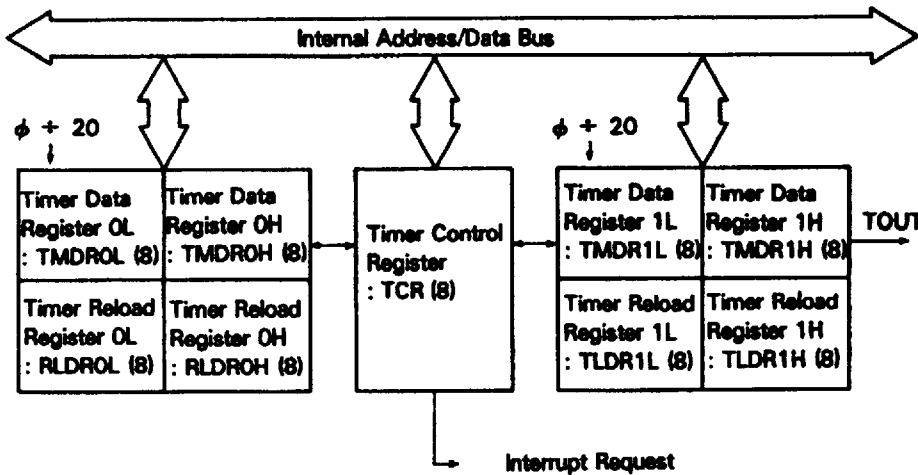 Internal Address/Data Bus
ϕ ÷ 20
Timer Data
Register 0L
: TMDR0L (8)
Timer Data
Register 0H
: TMDR0H (8)
Timer Reload
Register 0L
: RLDR0L (8)
Timer Reload
Register 0H
: RLDR0H (8)
Timer Control
Register
: TCR (8)
ϕ ÷ 20
Timer Data
Register 1L
: TMDR1L (8)
Timer Data
Register 1H
: TMDR1H (8)
Timer Reload
Register 1L
: TLDR1L (8)
Timer Reload
Register 1H
: TLDR1H (8)
TOUT
Interrupt Request